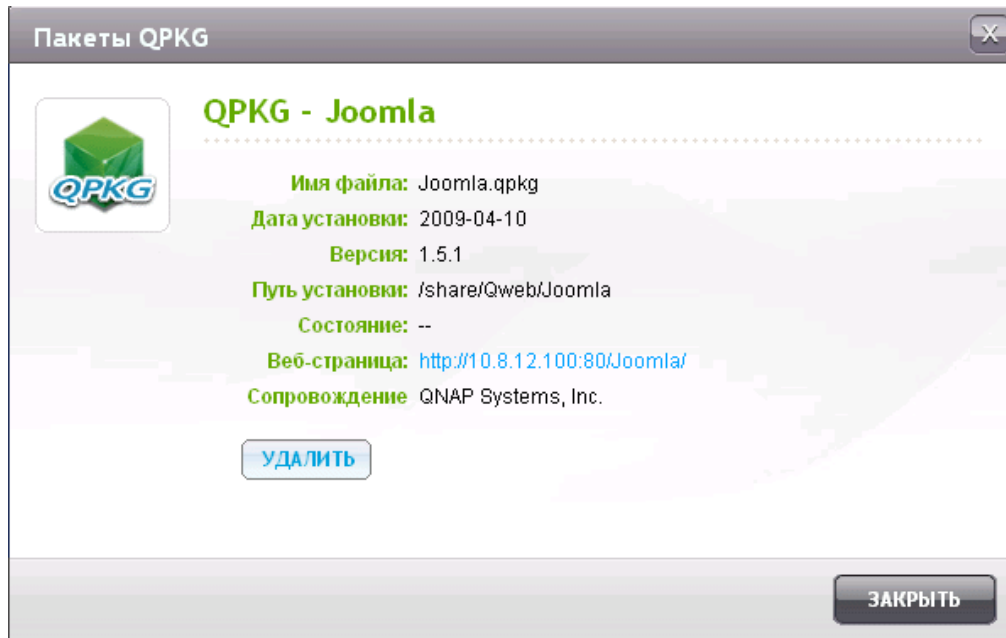 Пакеты QPKG
X
QPKG
QPKG - Joomla
Имя файла: Joomla.qpkg
Дата установки: 2009-04-10
Версия: 1.5.1
Путь установки: /share/Qweb/Joomla
Состояние: --
Веб-страница: http://10.8.12.100:80/Joomla/
Сопровождение QNAP Systems, Inc.
УДАЛИТЬ
ЗАКРЫТЬ